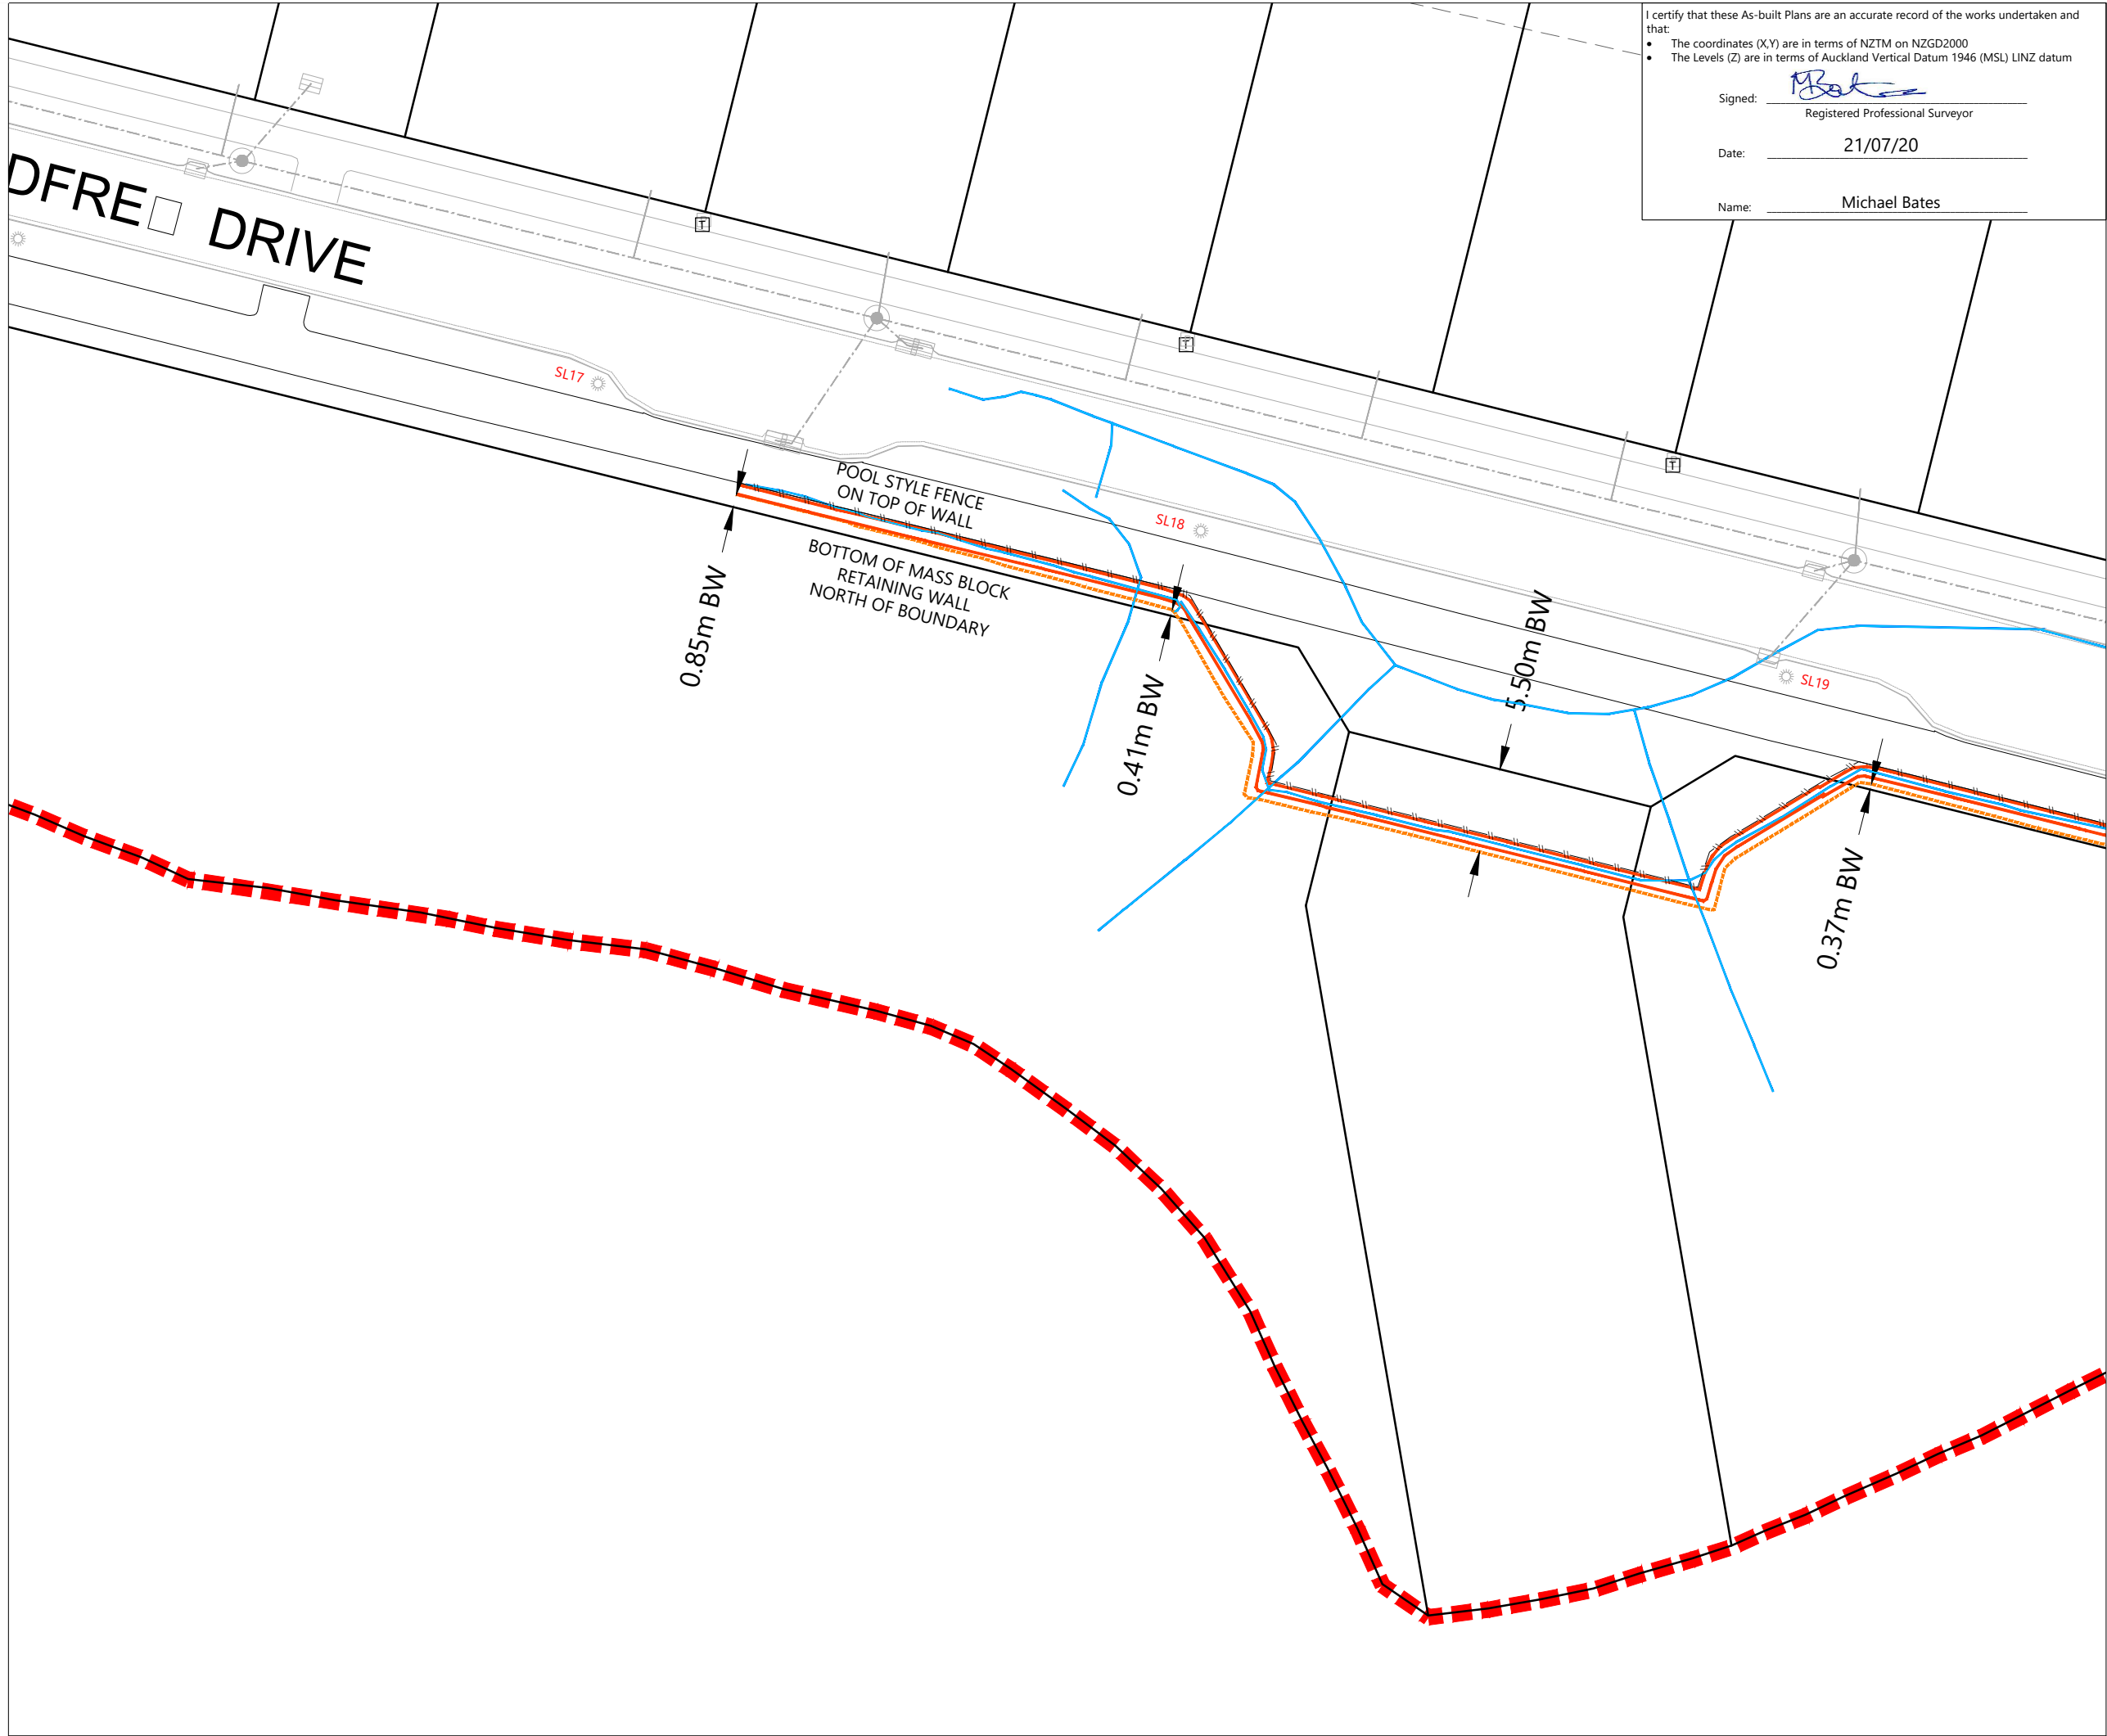 I certify that these As-built Plans are an accurate record of the works undertaken and
that:
• The coordinates (X,Y) are in terms of NZTM on NZGD2000
• The Levels (Z) are in terms of Auckland Vertical Datum 1946 (MSL) LINZ datum
Signed: MBates
Registered Professional Surveyor
Date: 21/07/20
Name: Michael Bates
DFRE□ DRIVE
T
T
T
SL17
SL18
SL19
POOL STYLE FENCE
ON TOP OF WALL
BOTTOM OF MASS BLOCK
RETAINING WALL
NORTH OF BOUNDARY
0.85m BW
0.41m BW
5.50m BW
0.37m BW